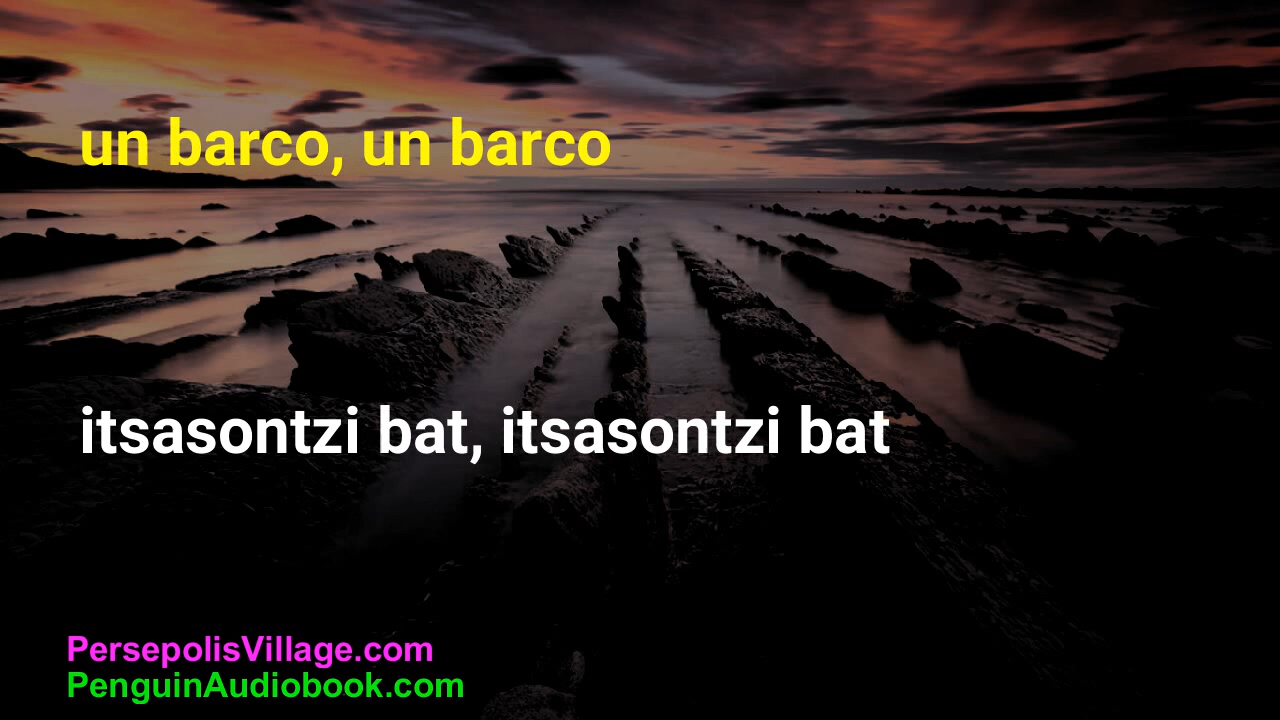 un barco, un barco
itsasontzi bat, itsasontzi bat
PersepolisVillage.com
PenguinAudiobook.com